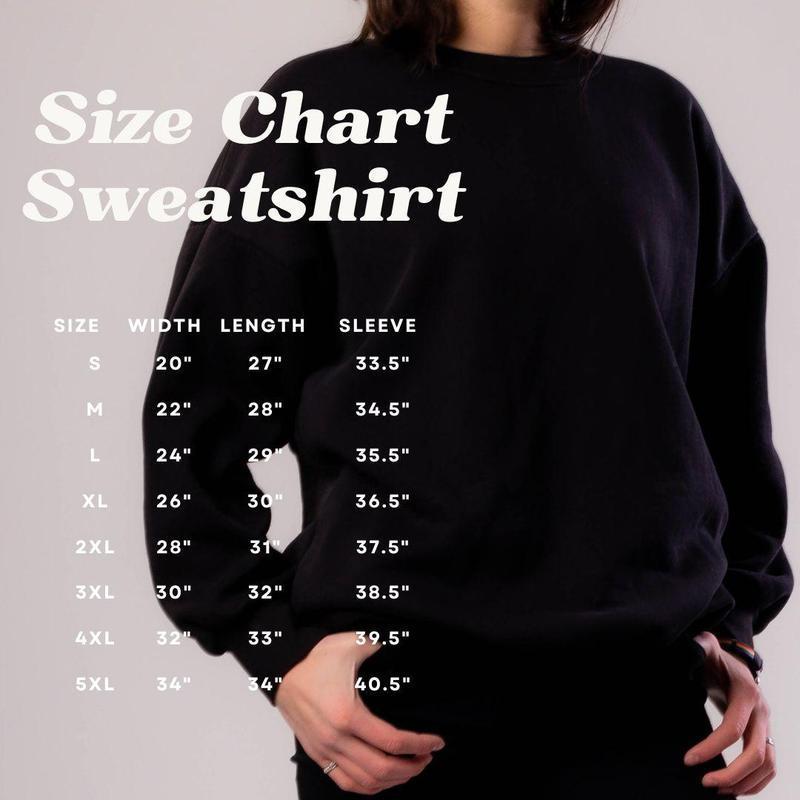 Size Chart
Sweatshirt
SIZE WIDTH LENGTH SLEEVE
S 20" 27" 33.5"
M 22" 28" 34.5"
L 24" 29" 35.5"
XL 26" 30" 36.5"
2XL 28" 31" 37.5"
3XL 30" 32" 38.5"
4XL 32" 33" 39.5"
5XL 34" 34" 40.5"